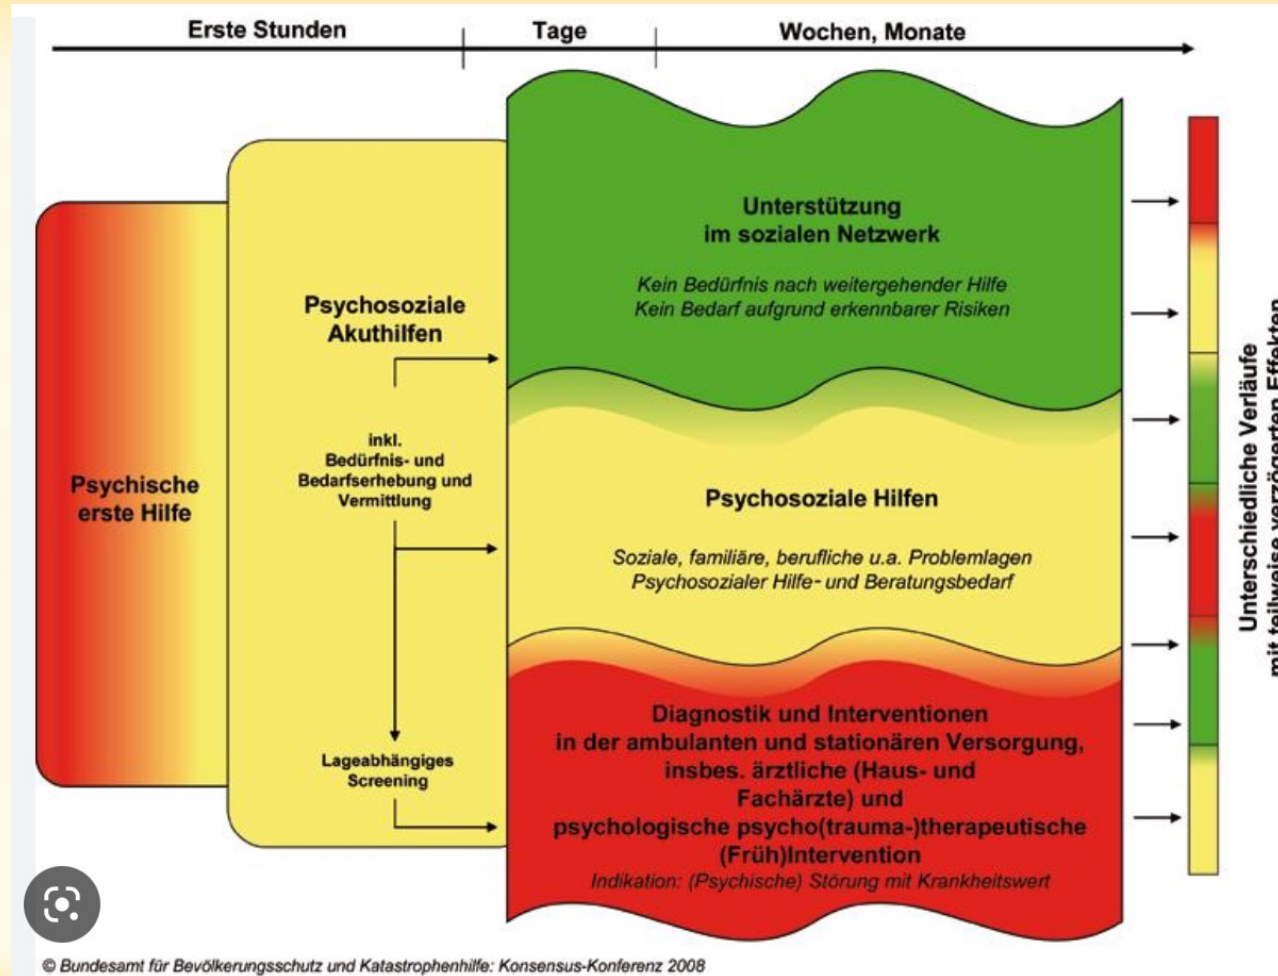 Erste Stunden
Tage
Wochen, Monate
Psychische
erste Hilfe
Psychosoziale
Akuthilfen
inkl.
Bedürfnis- und
Bedarfserhebung und
Vermittlung
Lageabhängiges
Screening
Unterstützung
im sozialen Netzwerk
Kein Bedürfnis nach weitergehender Hilfe
Kein Bedarf aufgrund erkennbarer Risiken
Psychosoziale Hilfen
Soziale, familiäre, berufliche u.a. Problemlagen
Psychosozialer Hilfe- und Beratungsbedarf
Diagnostik und Interventionen
in der ambulanten und stationären Versorgung,
insbes. ärztliche (Haus- und
Fachärzte) und
psychologische psycho(trauma-)therapeutische
(Früh)Intervention
Indikation: (Psychische) Störung mit Krankheitswert
Unterschiedliche Verläufe
mit teilweise verzögerten Effekten
© Bundesamt für Bevölkerungsschutz und Katastrophenhilfe: Konsensus-Konferenz 2008